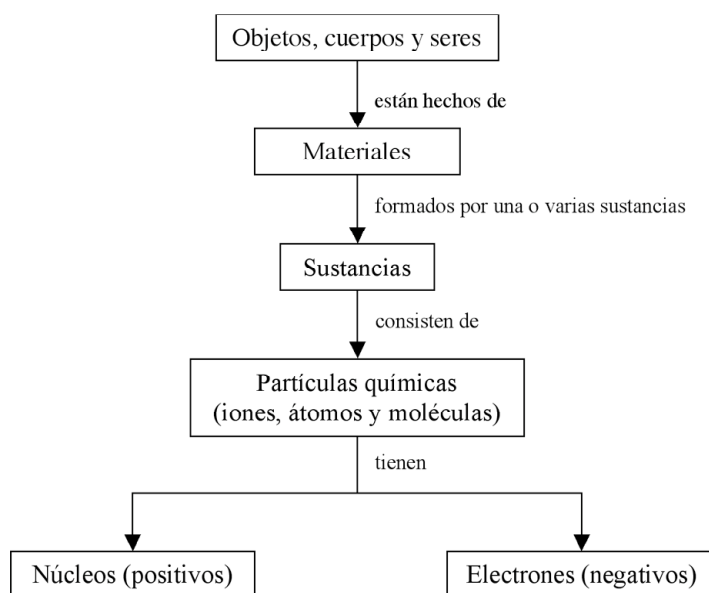 Objetos, cuerpos y seres
están hechos de
Materiales
formados por una o varias sustancias
Sustancias
consisten de
Partículas químicas
(iones, átomos y moléculas)
tienen
Núcleos (positivos)
Electrones (negativos)